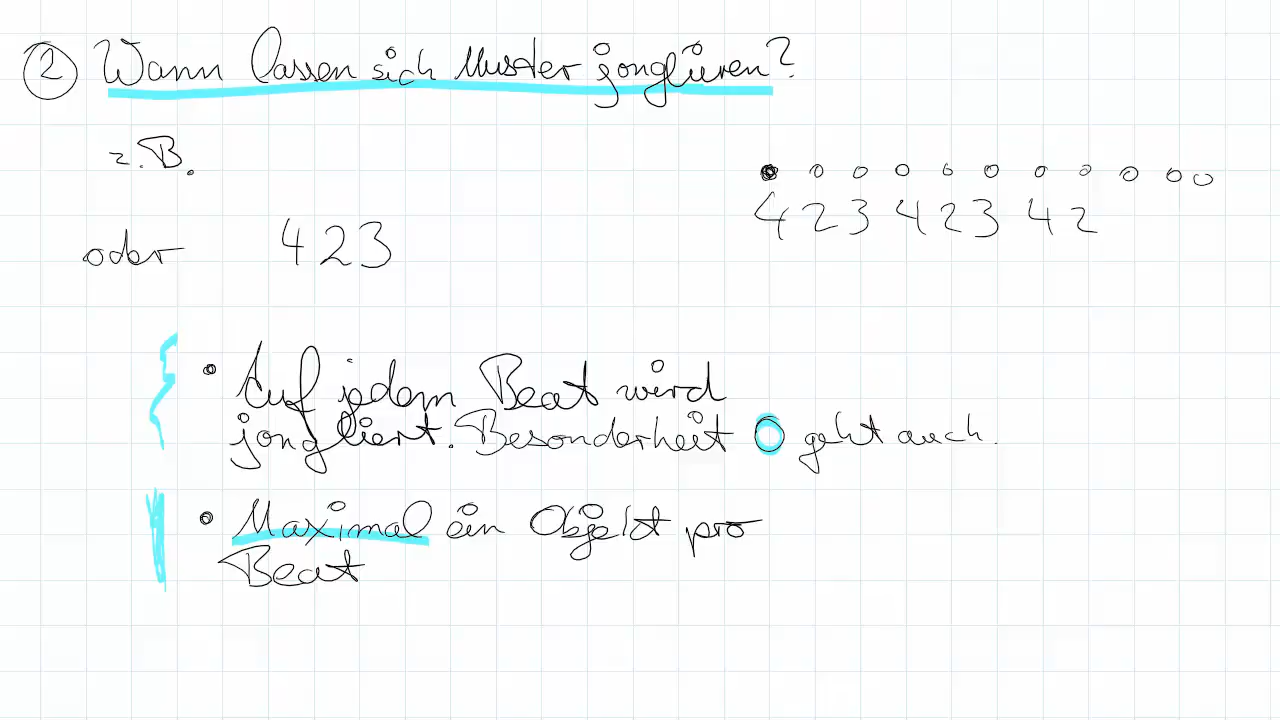 ② Wann lassen sich Muster jonglieren?
z.B.
4 2 3 4 2 3 4 2
oder 4 2 3
• Auf jedem Beat wird
jongliert. Besonderheit 0 geht auch.
• Maximal ein Objekt pro
Beat